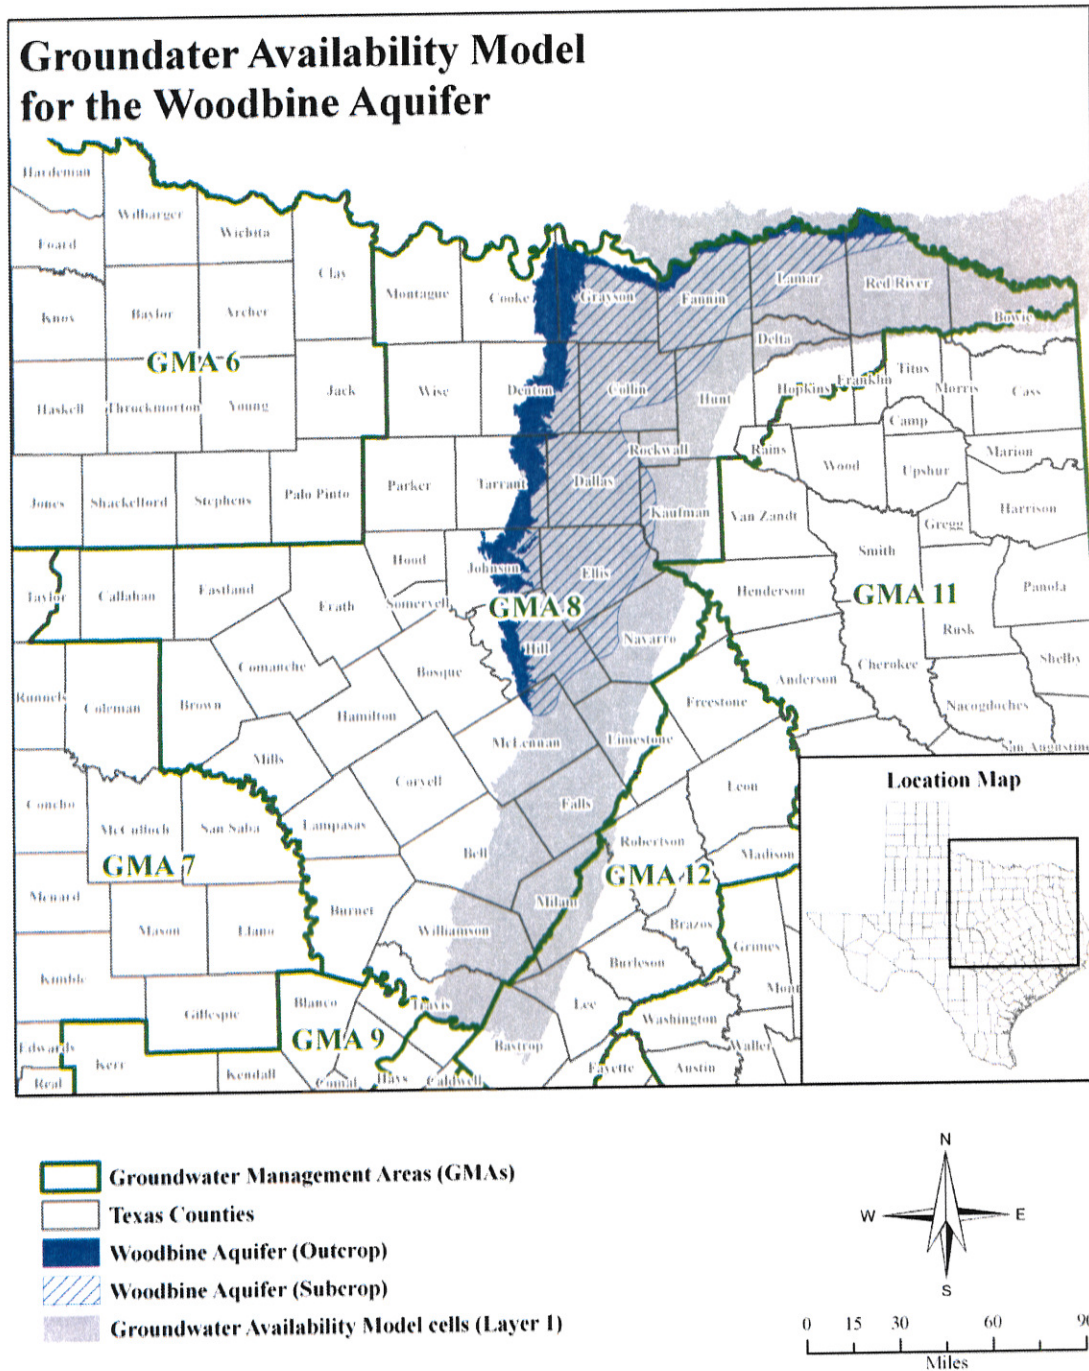 Groundater Availability Model
for the Woodbine Aquifer
Hardeman
Wilbarger
Wichita
Foard
Clay
Montague
Cooke
Grayson
Fannin
Lamar
Red River
Knox
Baylor
Archer
Bowie
GMA 6
Delta
Titus
Jack
Wise
Denton
Collin
Hunt
Hopkins
Franklin
Morris
Cass
Haskell
Throckmorton
Young
Camp
Rockwall
Rains
Wood
Upshur
Marion
Jones
Shackelford
Stephens
Palo Pinto
Parker
Tarrant
Dallas
Kaufman
Van Zandt
Gregg
Harrison
Hood
Johnson
Ellis
Smith
Taylor
Callahan
Eastland
Erath
Somervell
GMA 8
Henderson
GMA 11
Panola
Rusk
Comanche
Bosque
Hill
Navarro
Anderson
Cherokee
Shelby
Runnels
Coleman
Brown
Hamilton
Freestone
Nacogdoches
Mills
McLennan
Limestone
San Augustine
Concho
McCulloch
San Saba
Lampasas
Coryell
Falls
Leon
Location Map
GMA 7
Bell
Robertson
Madison
GMA 12
Menard
Mason
Llano
Burnet
Williamson
Milam
Brazos
Grimes
Kimble
Burleson
Mont
Gillespie
Blanco
Travis
Lee
Washington
GMA 9
Edwards
Kerr
Bastrop
Waller
Real
Kendall
Comal
Hays
Caldwell
Fayette
Austin
Groundwater Management Areas (GMAs)
Texas Counties
Woodbine Aquifer (Outcrop)
Woodbine Aquifer (Subcrop)
Groundwater Availability Model cells (Layer 1)
N
W
E
S
0 15 30 60 90
Miles